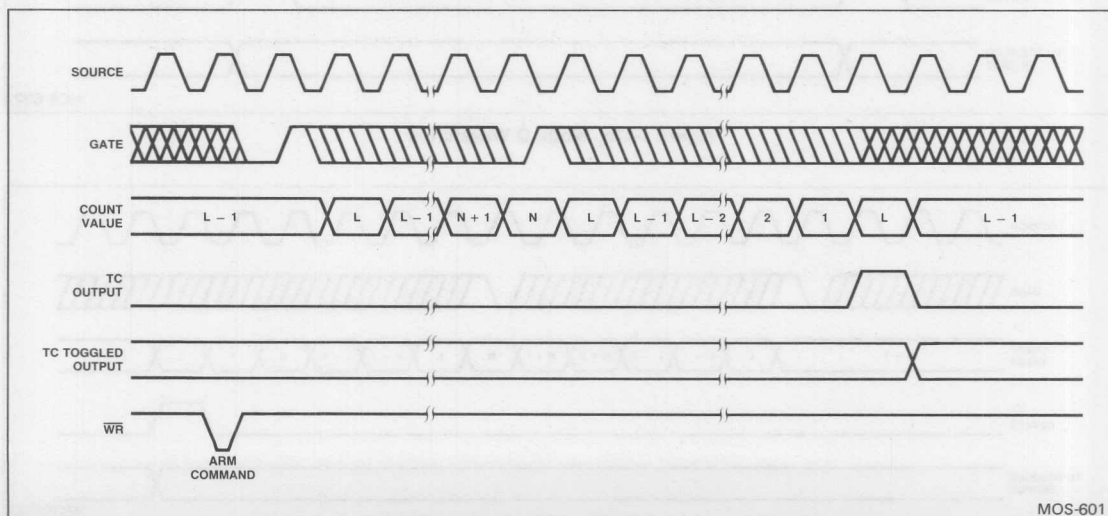 SOURCE
GATE
COUNT
VALUE
L – 1 L L – 1 N + 1 N L L – 1 L – 2 2 1 L L – 1
TC
OUTPUT
TC TOGGLED
OUTPUT
WR
ARM
COMMAND
MOS-601